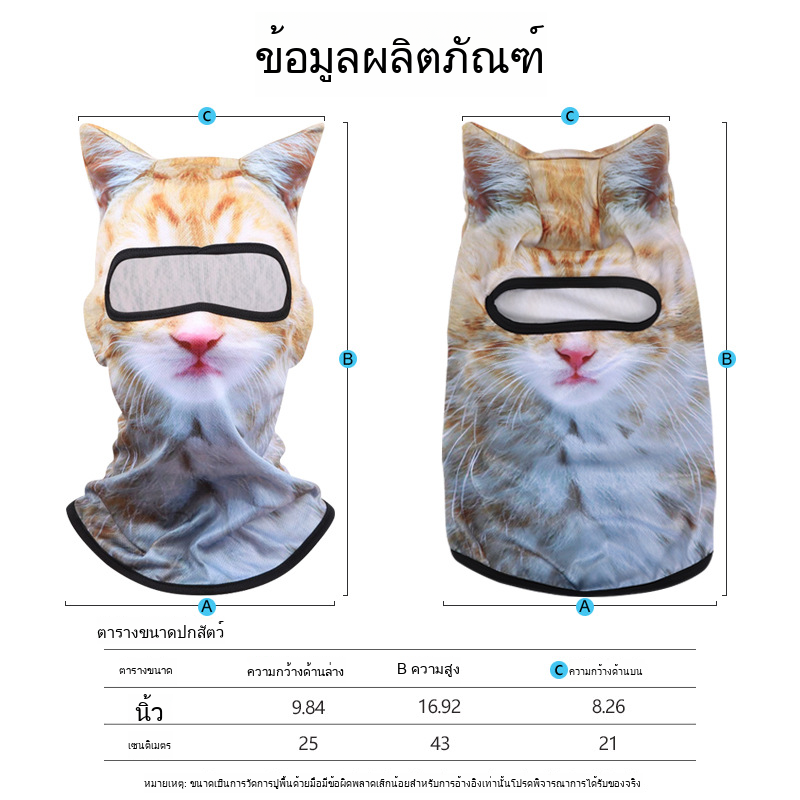 ข้อมูลผลิตภัณฑ์
C C
B B
A A
ตารางขนาดปกสัตว์
ตารางขนาด ความกว้างด้านล่าง B ความสูง C ความกว้างด้านบน
นิ้ว 9.84 16.92 8.26
เซนติเมตร 25 43 21
หมายเหตุ: ขนาดเป็นการวัดการปูพื้นด้วยมือมีข้อผิดพลาดเล็กน้อยสำหรับการอ้างอิงเท่านั้นโปรดพิจารณาการได้รับของจริง